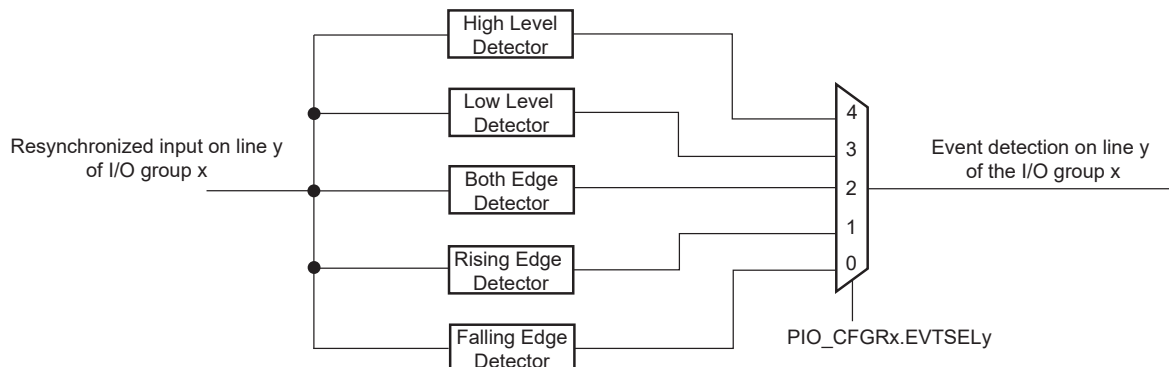 High Level
Detector
Low Level
Detector
Resynchronized input on line y
of I/O group x
Both Edge
Detector
Rising Edge
Detector
Falling Edge
Detector
4
3
2
1
0
Event detection on line y
of the I/O group x
PIO_CFGRx.EVTSELy